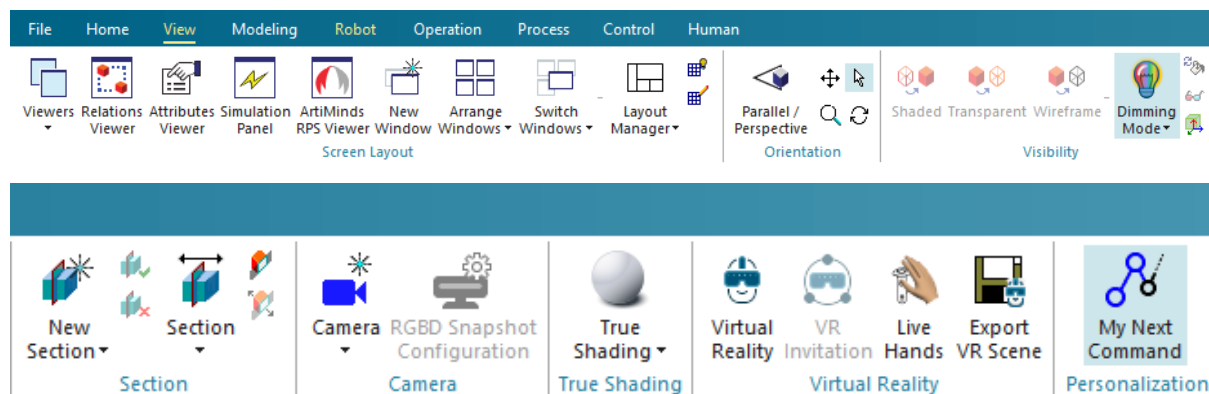 File Home View Modeling Robot Operation Process Control Human
Viewers Relations Attributes Simulation ArtiMinds New Arrange Switch Layout Parallel / Shaded Transparent Wireframe Dimming
Viewer Viewer Panel RPS Viewer Window Windows Windows Manager Perspective Mode
Screen Layout Orientation Visibility
New Section Camera RGBD Snapshot True Virtual VR Live Export My Next
Section Configuration Shading Reality Invitation Hands VR Scene Command
Section Camera True Shading Virtual Reality Personalization